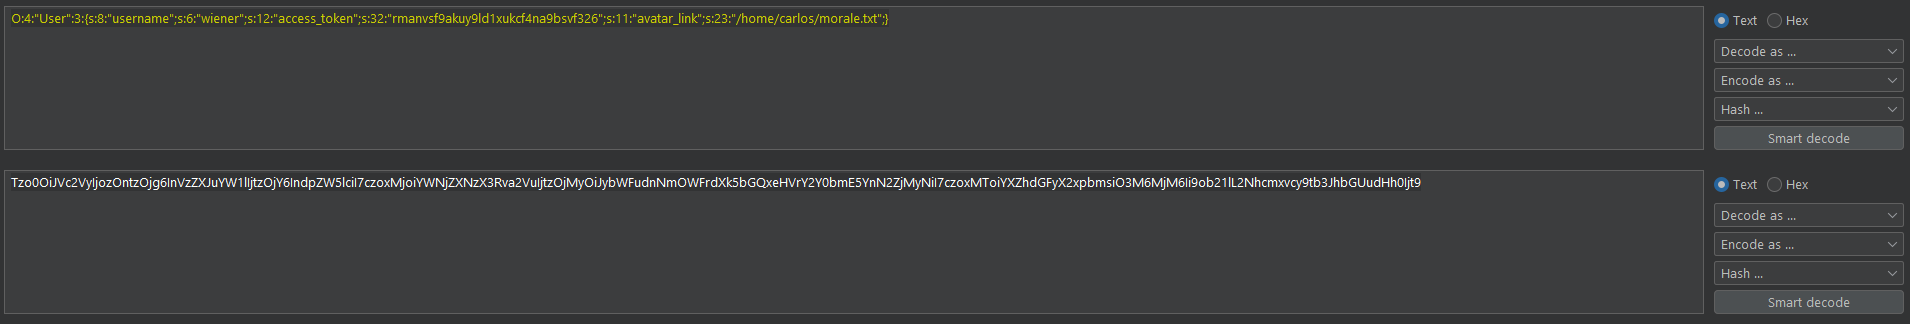 O:4:"User":3:{s:8:"username";s:6:"wiener";s:12:"access_token";s:32:"rmanvsf9akuy9ld1xukcf4na9bsvf326";s:11:"avatar_link";s:23:"/home/carlos/morale.txt";}
Text Hex
Decode as ...
Encode as ...
Hash ...
Smart decode
Tzo0OiJVc2VyIjozOntzOjg6InVzZXJuYW1lIjtzOjY6IndpZW5lciI7czoxMjoiYWNjZXNzX3Rva2VuIjtzOjMyOiJybWFudnNmOWFrdXk5bGQxeHVrY2Y0bmE5YnN2ZjMyNiI7czoxMToiYXZhdGFyX2xpbmsiO3M6MjM6Ii9ob21lL2Nhcmxvcy9tb3JhbGUudHh0Ijt9
Text Hex
Decode as ...
Encode as ...
Hash ...
Smart decode